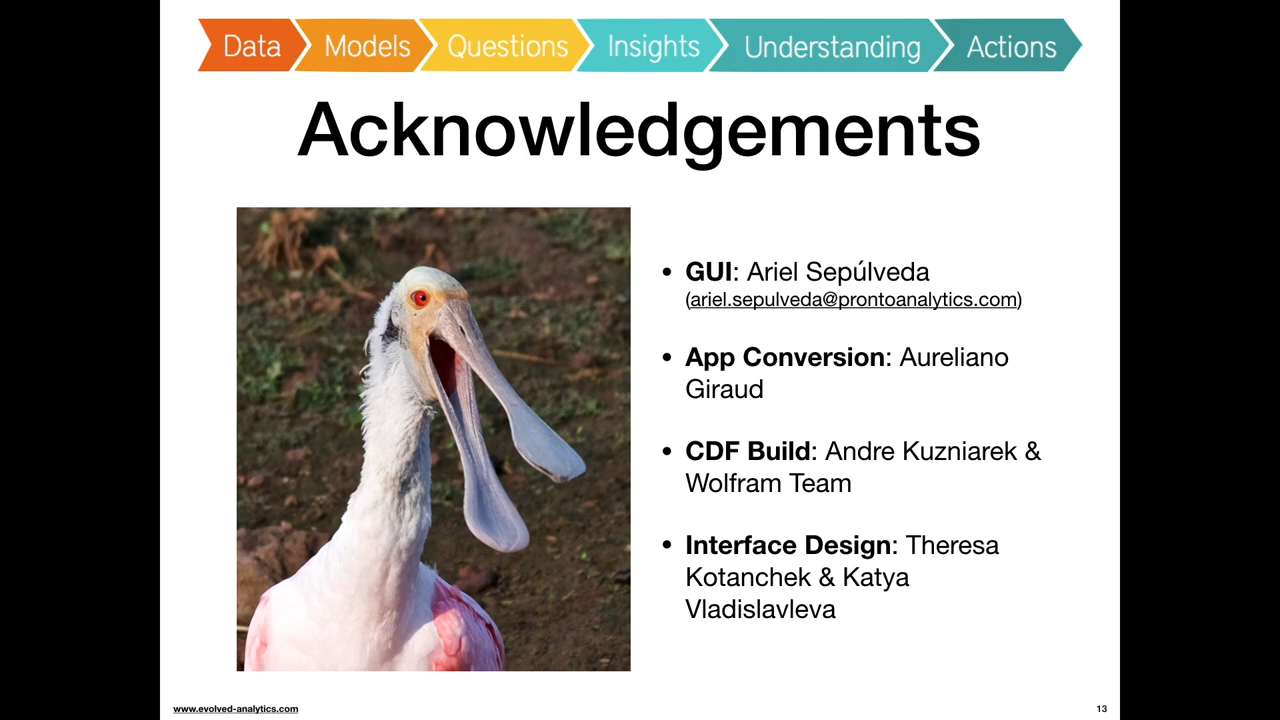 Data Models Questions Insights Understanding Actions
Acknowledgements
• GUI: Ariel Sepúlveda
(ariel.sepulveda@prontoanalytics.com)
• App Conversion: Aureliano
Giraud
• CDF Build: Andre Kuzniarek &
Wolfram Team
• Interface Design: Theresa
Kotanchek & Katya
Vladislavleva
www.evolved-analytics.com
13